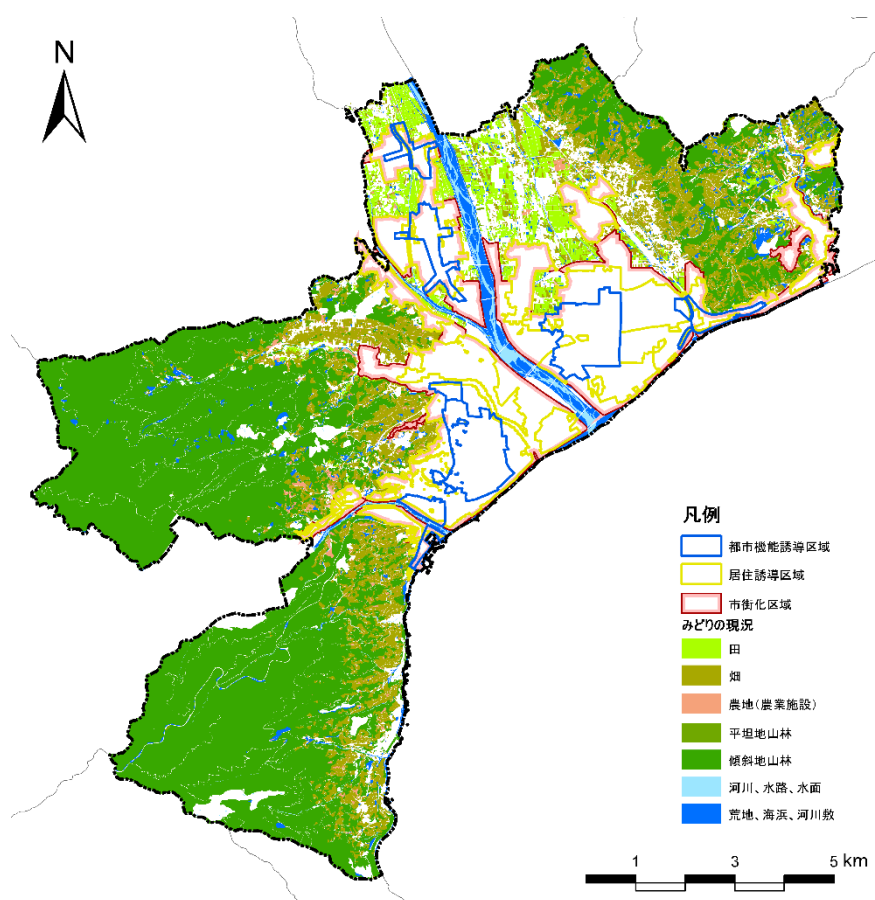 N
凡例
都市機能誘導区域
居住誘導区域
市街化区域
みどりの現況
田
畑
農地(農業施設)
平坦地山林
傾斜地山林
河川、水路、水面
荒地、海浜、河川敷
1 3 5 km